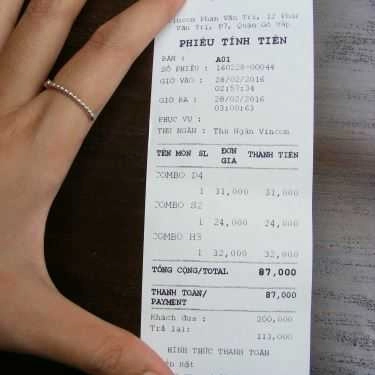 Vincom Phan Văn Trị, 12 Phan
Văn Trị, P7, Quận Gò Vấp
PHIẾU TÍNH TIỀN
BÀN : A01
SỐ PHIẾU : 160228-00044
GIỜ VÀO : 28/02/2016
02:57:34
GIỜ RA : 28/02/2016
03:00:63
PHỤC VỤ :
THU NGÂN : Thu Ngân Vincom
TÊN MÓN SL ĐƠN GIÁ THÀNH TIỀN
COMBO D4
1 31,000 31,000
COMBO S2
1 24,000 24,000
COMBO H3
1 32,000 32,000
TỔNG CỘNG/TOTAL 87,000
THANH TOÁN/ 87,000
PAYMENT
Khách đưa : 200,000
Trả lại: 113,000
HÌNH THỨC THANH TOÁN
Tiền Mặt